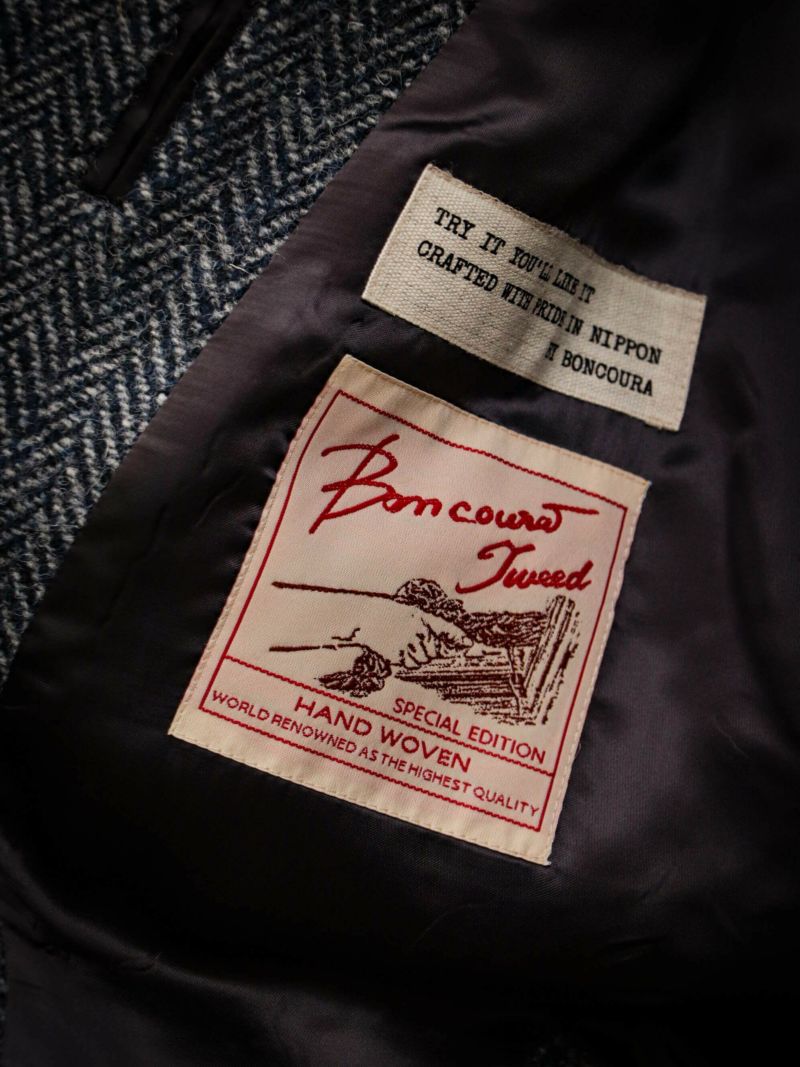 TRY IT YOU'LL LIKE IT
CRAFTED WITH PRIDE IN NIPPON
BONCOURA
Boncoura
Tweed
SPECIAL EDITION
HAND WOVEN
WORLD RENOWNED AS THE HIGHEST QUALITY